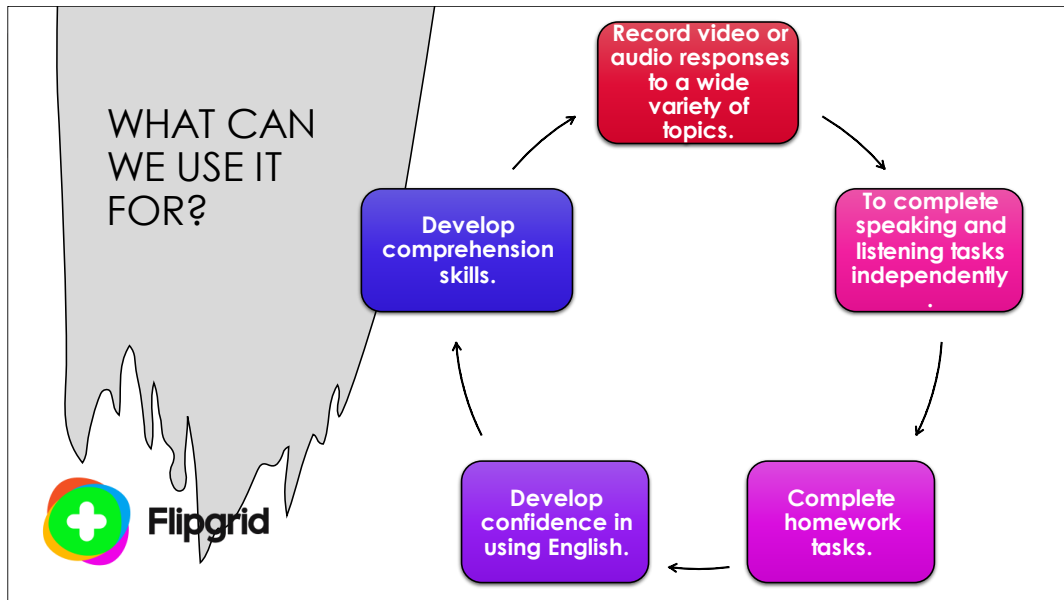 WHAT CAN
WE USE IT
FOR?
Record video or
audio responses
to a wide
variety of
topics.
To complete
speaking and
listening tasks
independently
.
Complete
homework
tasks.
Develop
confidence in
using English.
Develop
comprehension
skills.
Flipgrid